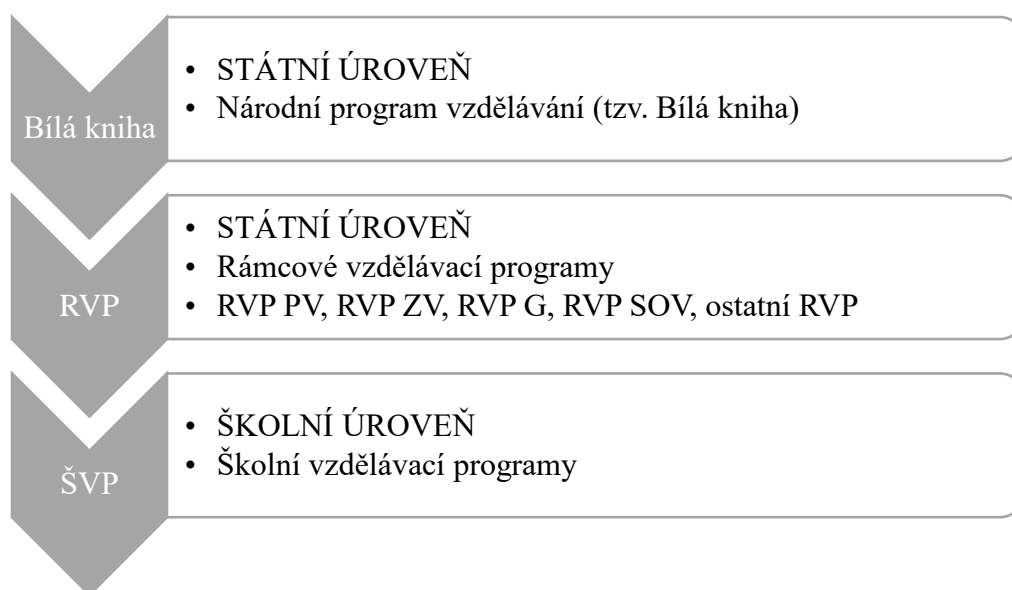 Bílá kniha
• STÁTNÍ ÚROVEŇ
• Národní program vzdělávání (tzv. Bílá kniha)
RVP
• STÁTNÍ ÚROVEŇ
• Rámcové vzdělávací programy
• RVP PV, RVP ZV, RVP G, RVP SOV, ostatní RVP
ŠVP
• ŠKOLNÍ ÚROVEŇ
• Školní vzdělávací programy